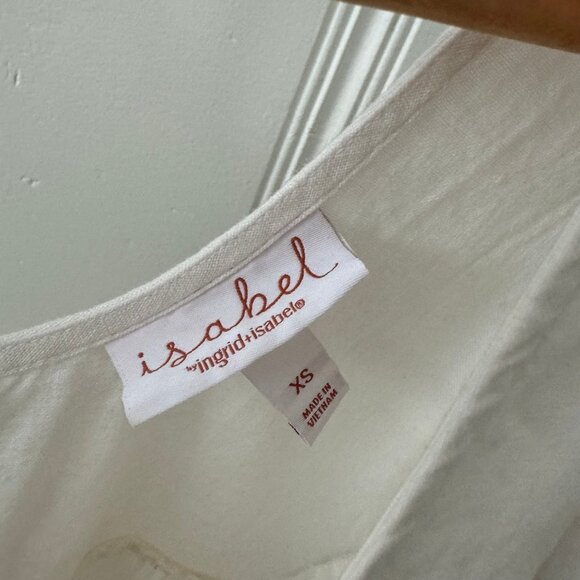 isabel
by ingrid+isabel®
XS
MADE IN
VIETNAM